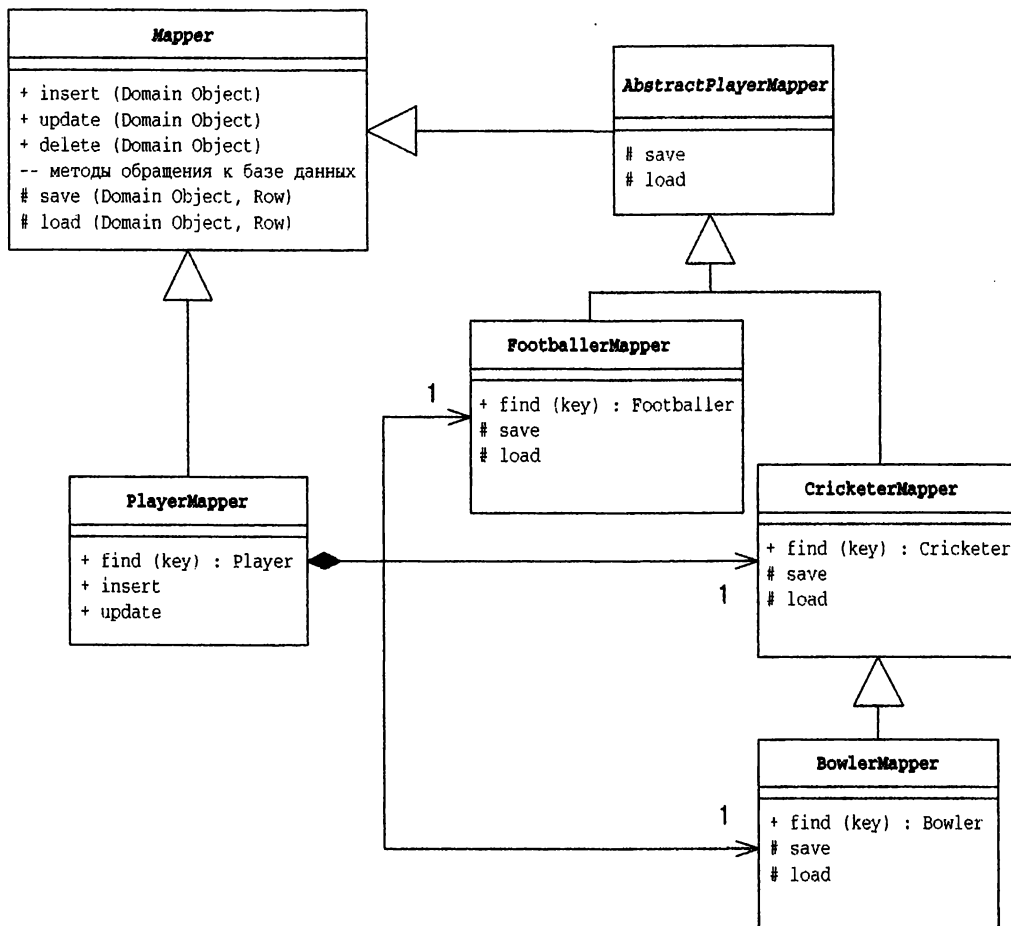 Mapper
+ insert (Domain Object)
+ update (Domain Object)
+ delete (Domain Object)
-- методы обращения к базе данных
# save (Domain Object, Row)
# load (Domain Object, Row)
AbstractPlayerMapper
# save
# load
FootballerMapper
+ find (key) : Footballer
# save
# load
1
PlayerMapper
+ find (key) : Player
+ insert
+ update
CricketerMapper
+ find (key) : Cricketer
# save
# load
1
BowlerMapper
+ find (key) : Bowler
# save
# load
1